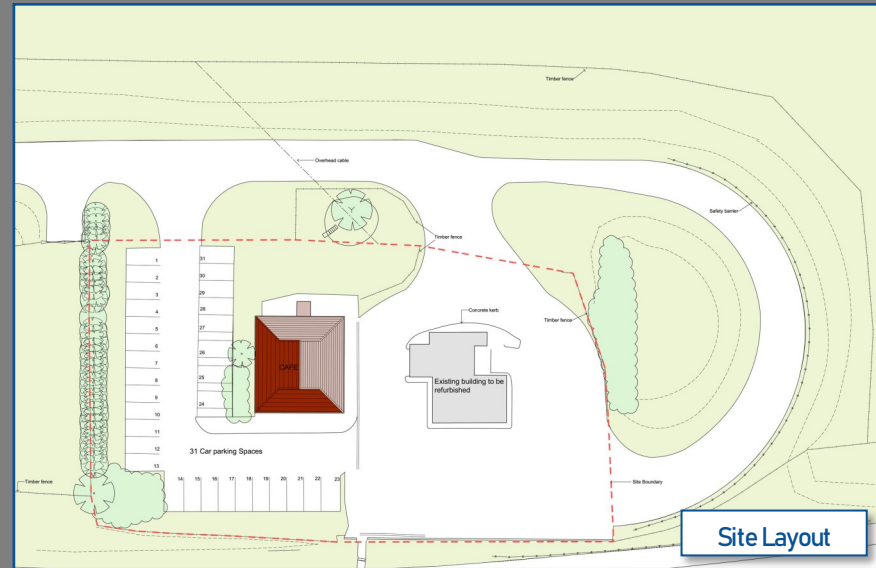 Timber fence
Overhead cable
Safety barrier
Timber fence
1
2
3
4
5
6
7
8
9
10
11
12
13
31
30
29
28
27
26
25
24
CAFE
Concrete kerb
Timber fence
Existing building to be
refurbished
31 Car parking Spaces
14 15 16 17 18 19 20 21 22 23
Timber fence
Site Boundary
Site Layout